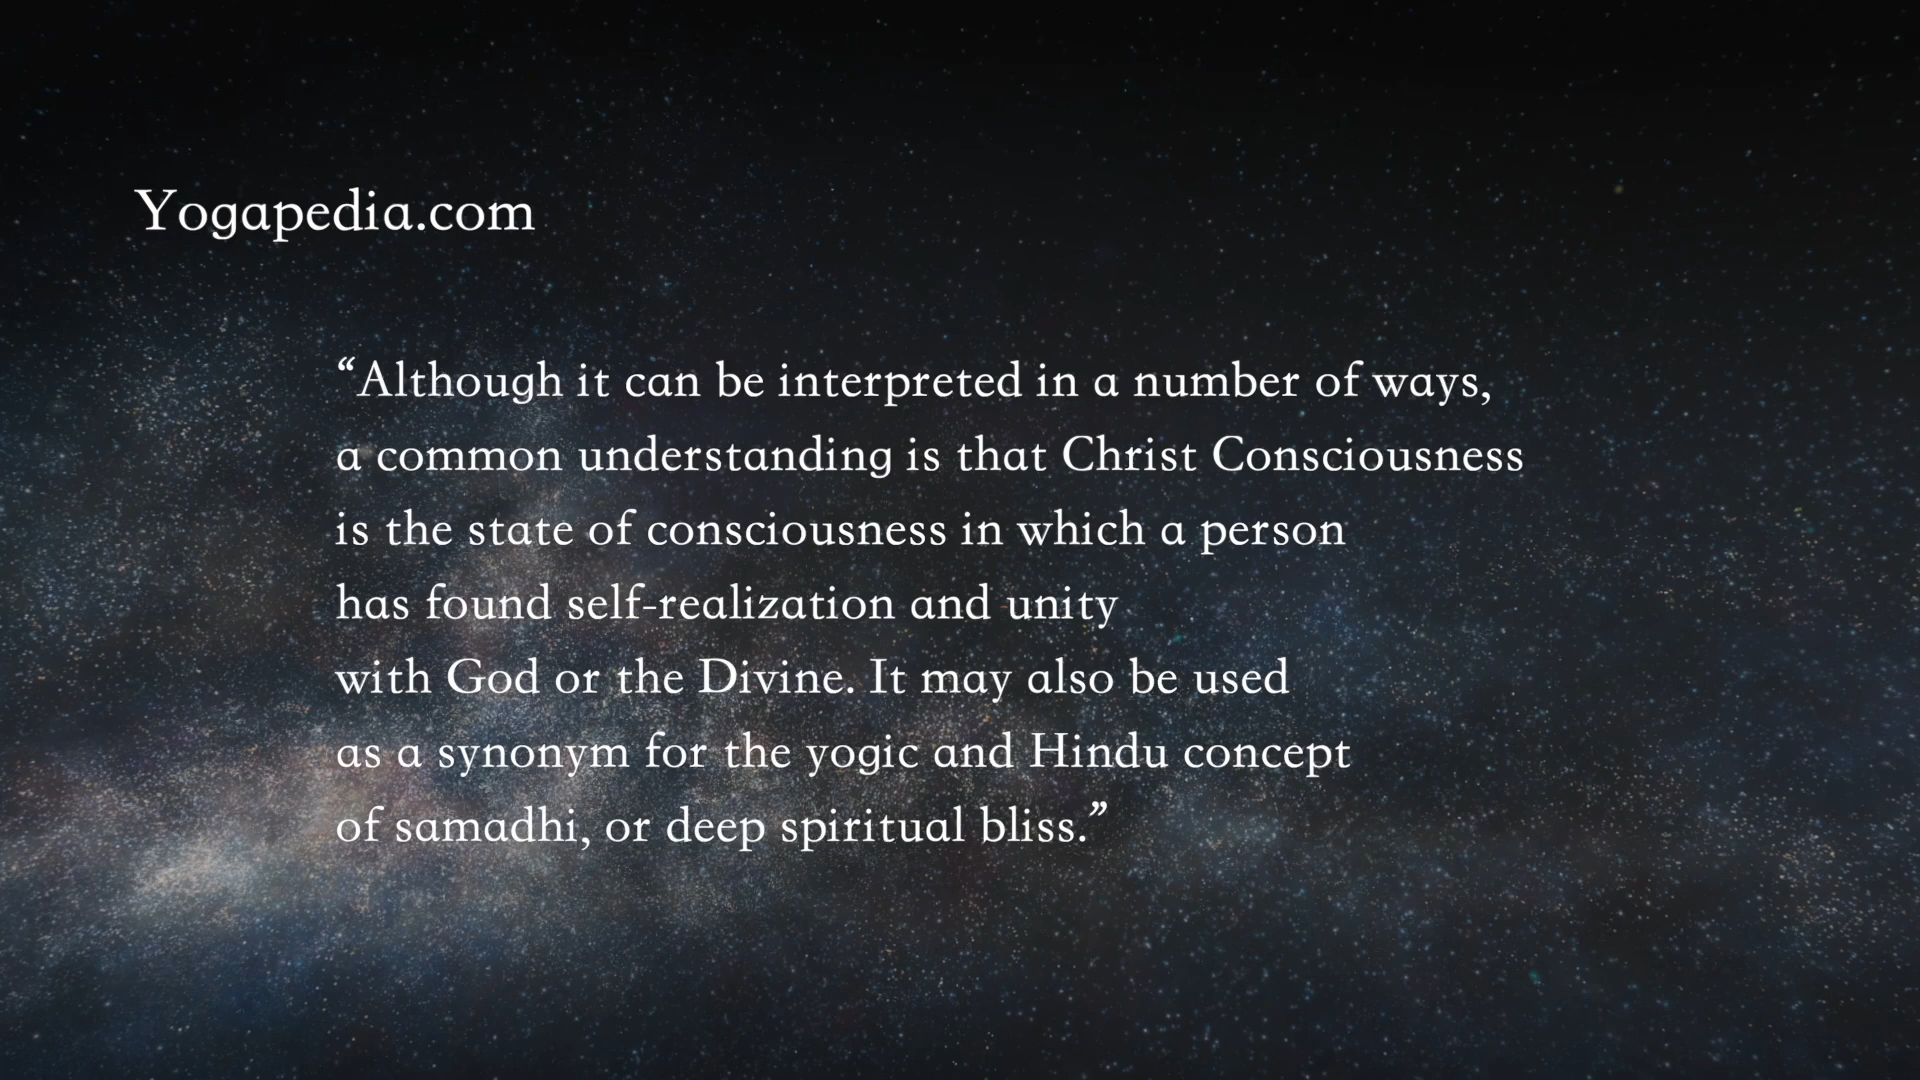 Yogapedia.com
“Although it can be interpreted in a number of ways,
a common understanding is that Christ Consciousness
is the state of consciousness in which a person
has found self-realization and unity
with God or the Divine. It may also be used
as a synonym for the yogic and Hindu concept
of samadhi, or deep spiritual bliss.”